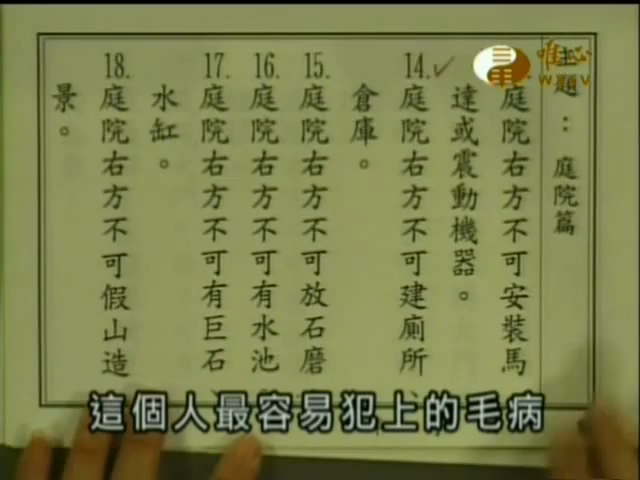 主題：庭院篇
庭院右方不可安裝馬
達或震動機器。
14.庭院右方不可建廁所、
倉庫。
15.庭院右方不可放石磨
16.庭院右方不可有水池
17.庭院右方不可有巨石、
水缸。
18.庭院右方不可假山造
景。
唯心
這個人最容易犯上的毛病